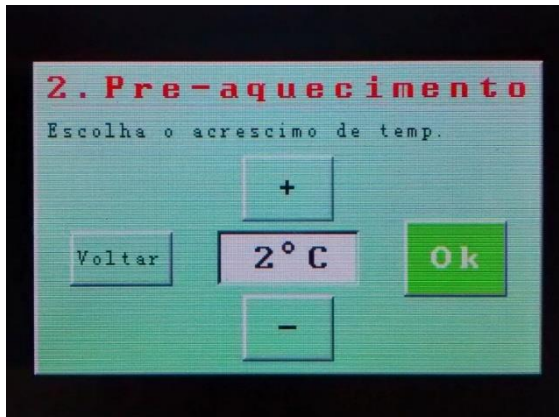 2.Pre-aquecimento
Escolha o acrescimo de temp.
+
Voltar 2°C Ok
-